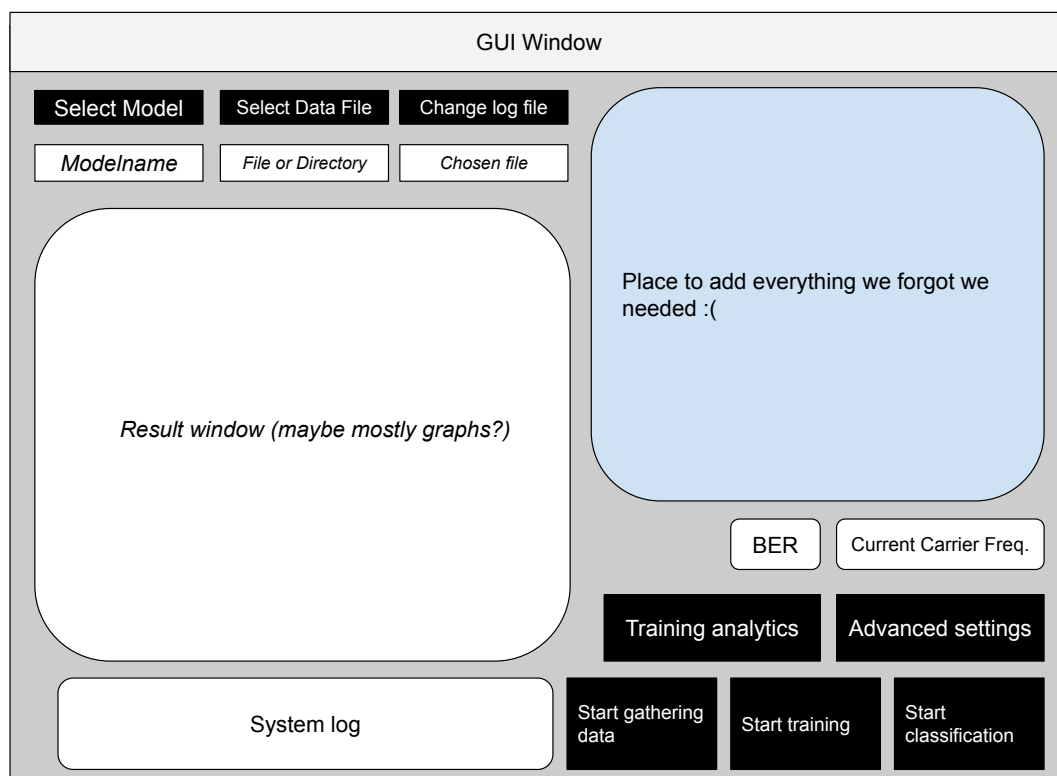 GUI Window
Select Model
Select Data File
Change log file
Modelname
File or Directory
Chosen file
Place to add everything we forgot we
needed :(
Result window (maybe mostly graphs?)
BER
Current Carrier Freq.
Training analytics
Advanced settings
System log
Start gathering
data
Start training
Start
classification